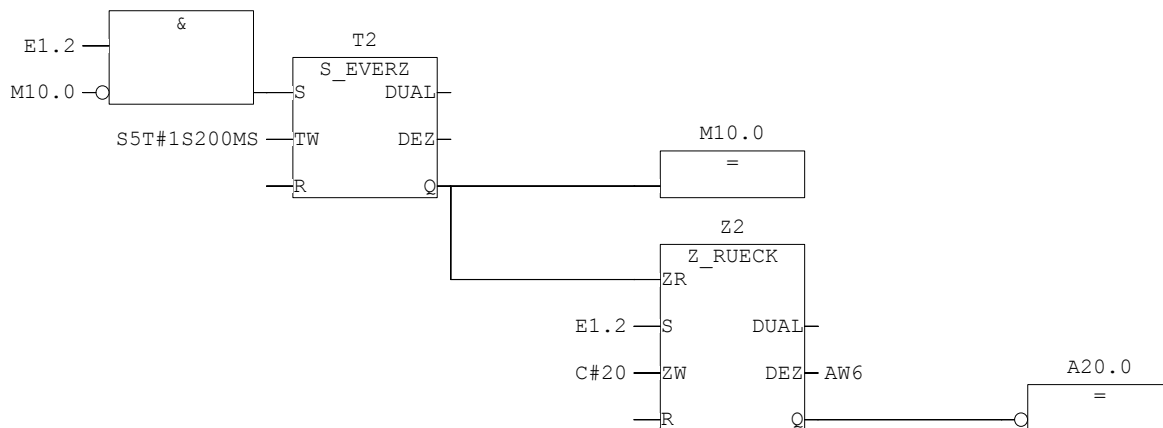 &
E1.2
T2
S_EVERZ
M10.0
S DUAL
S5T#1S200MS TW DEZ
M10.0
=
R Q
Z2
Z_RUECK
ZR
E1.2 S DUAL
C#20 ZW DEZ AW6
A20.0
=
R Q